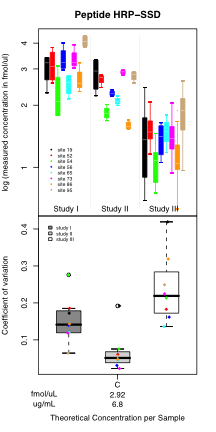 Peptide HRP−SSD
log (measured concentration in fmol/ul)
4
3
2
1
site 19
site 52
site 54
site 56
site 65
site 73
site 86
site 95
Study I
Study II
Study III
Coefficient of variation
0.4
0.3
0.2
0.1
study I
study II
study III
C
fmol/uL 2.92
ug/mL 6.8
Theoretical Concentration per Sample